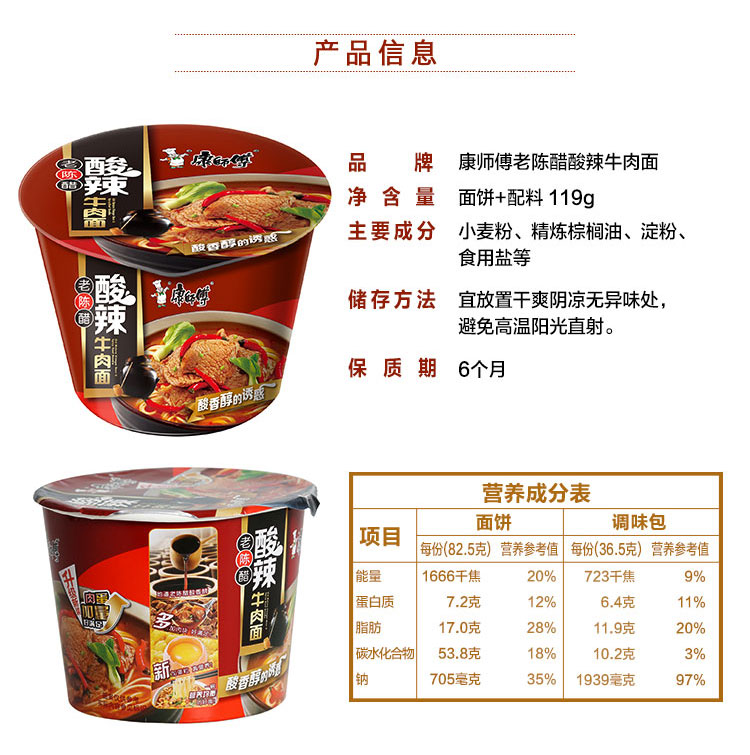 产品信息
康师傅
老陈醋
酸辣
牛肉面
酸香醇的诱惑
康师傅
老陈醋
酸辣
牛肉面
酸香醇的诱惑
品牌 康师傅老陈醋酸辣牛肉面
净含量 面饼+配料 119g
主要成分 小麦粉、精炼棕榈油、淀粉、
食用盐等
储存方法 宜放置干爽阴凉无异味处，
避免高温阳光直射。
保质期 6个月
老陈醋
酸辣
牛肉面
升
肉蛋
加量
好满足
多
新
酸香醇的诱惑
营养成分表
项目 面饼 调味包
每份(82.5克) 营养参考值 每份(36.5克) 营养参考值
能量 1666千焦 20% 723千焦 9%
蛋白质 7.2克 12% 6.4克 11%
脂肪 17.0克 28% 11.9克 20%
碳水化合物 53.8克 18% 10.2克 3%
钠 705毫克 35% 1939毫克 97%